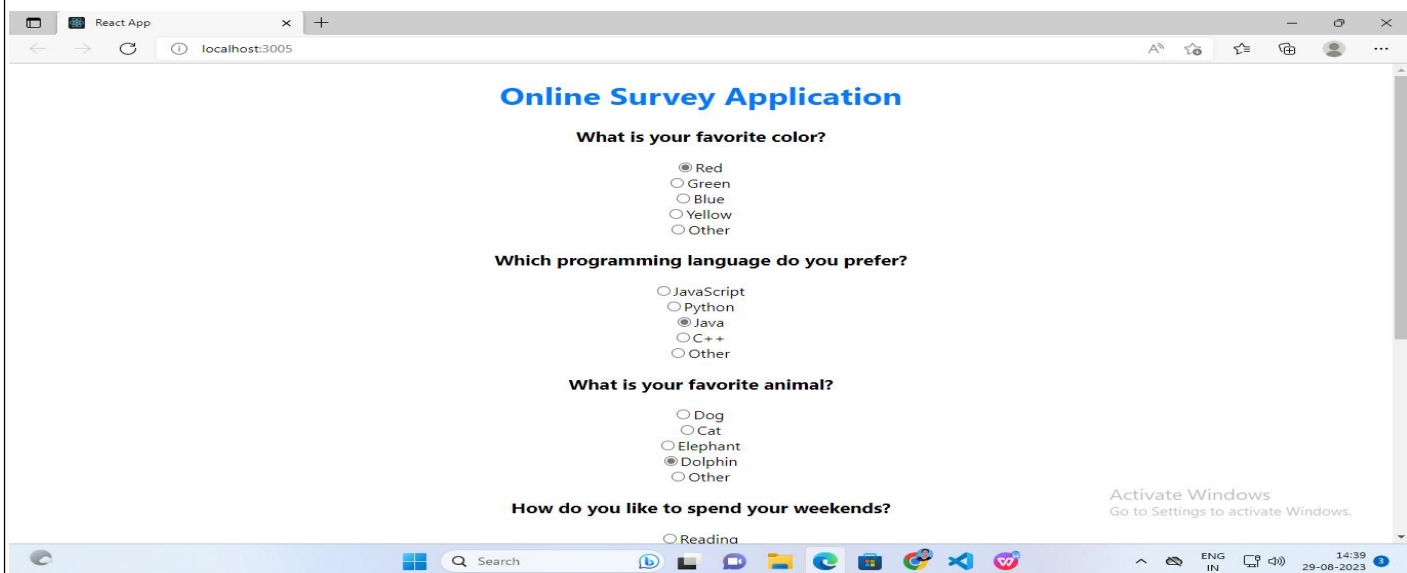 React App
localhost:3005
Online Survey Application
What is your favorite color?
Red
Green
Blue
Yellow
Other
Which programming language do you prefer?
JavaScript
Python
Java
C++
Other
What is your favorite animal?
Dog
Cat
Elephant
Dolphin
Other
How do you like to spend your weekends?
Reading
Activate Windows
Go to Settings to activate Windows.
Search
ENG
IN
14:39
29-08-2023
3